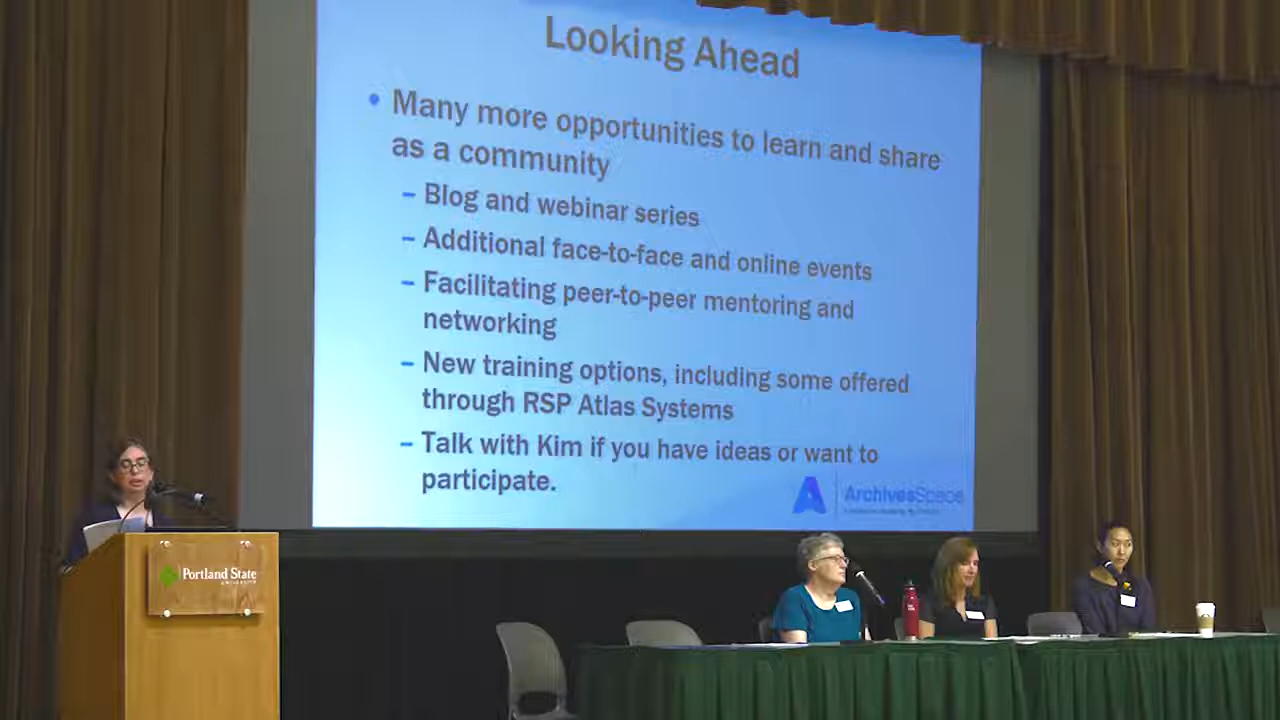 Looking Ahead
• Many more opportunities to learn and share
as a community
– Blog and webinar series
– Additional face-to-face and online events
– Facilitating peer-to-peer mentoring and
networking
– New training options, including some offered
through RSP Atlas Systems
– Talk with Kim if you have ideas or want to
participate.
ArchivesSpace
Portland State
UNIVERSITY